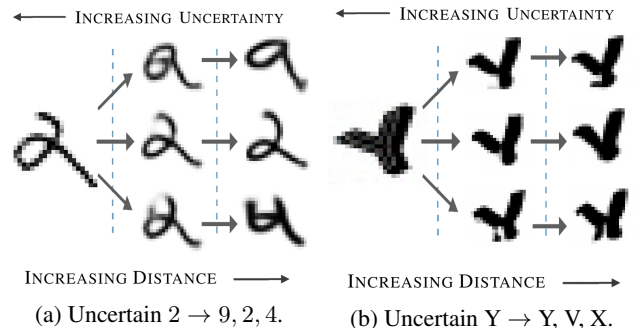 INCREASING UNCERTAINTY
INCREASING DISTANCE
(a) Uncertain 2 → 9, 2, 4.
INCREASING UNCERTAINTY
INCREASING DISTANCE
(b) Uncertain Y → Y, V, X.